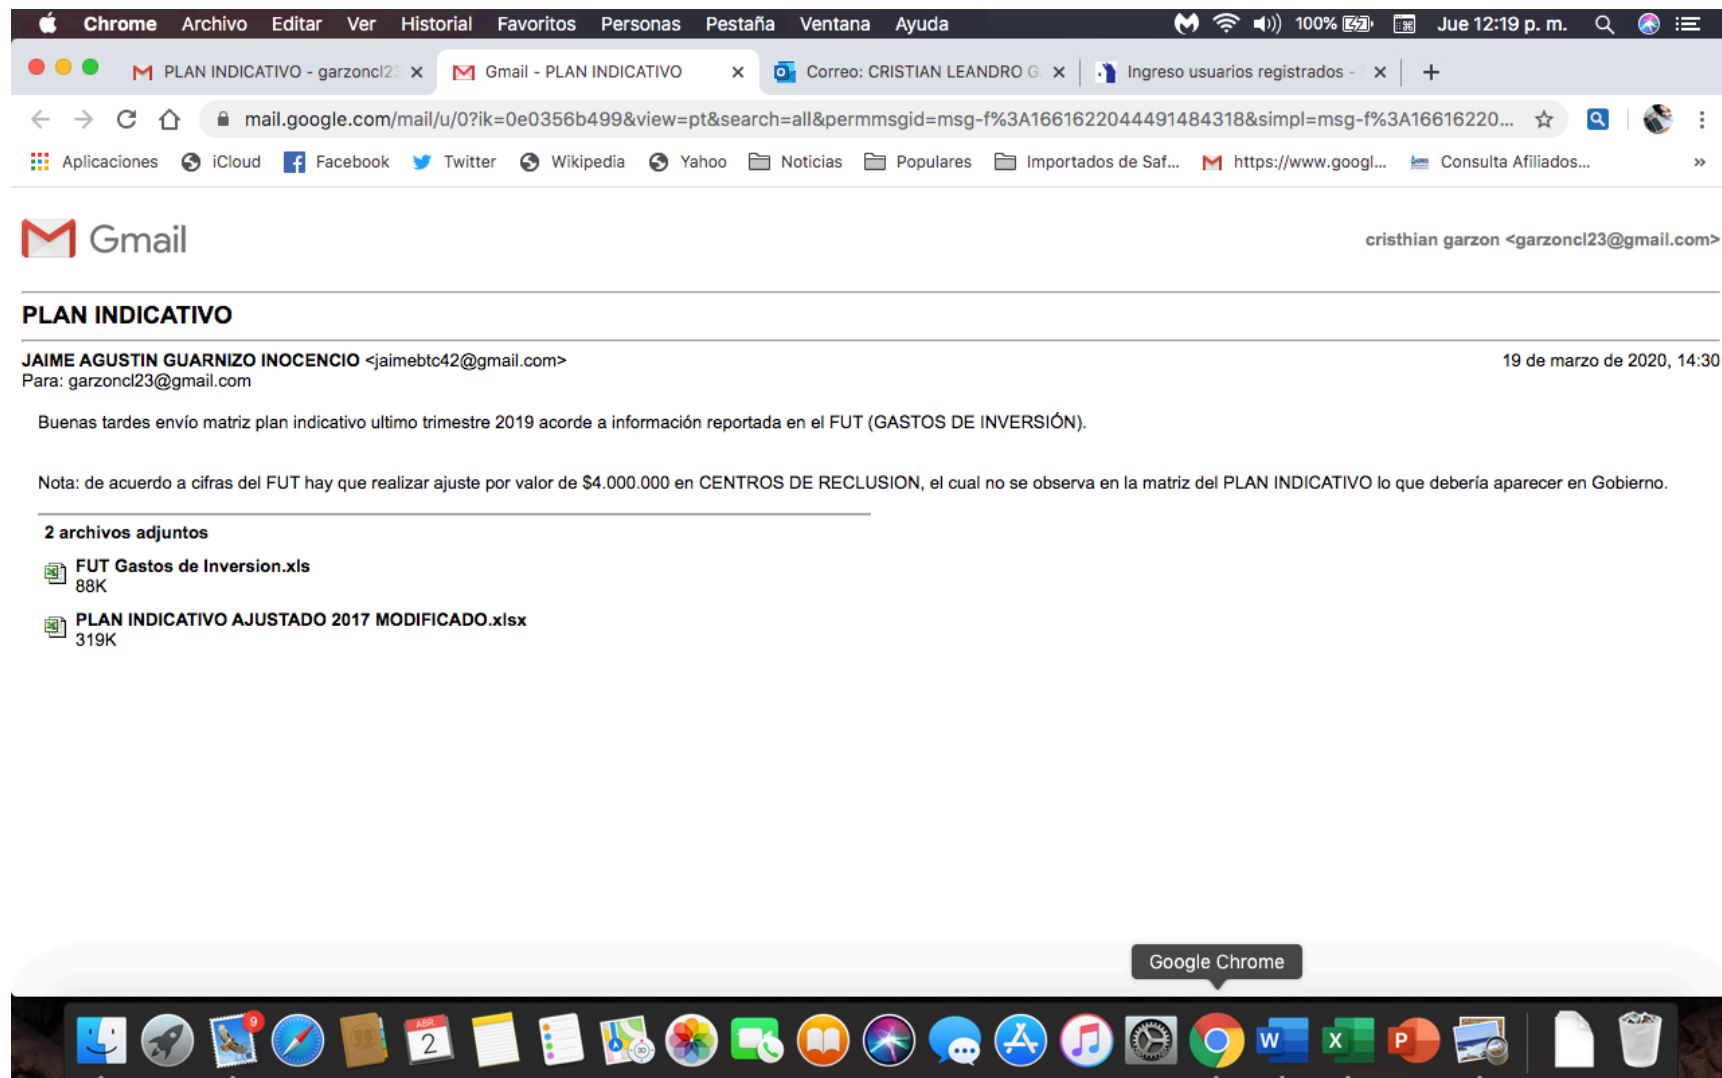 Chrome Archivo Editar Ver Historial Favoritos Personas Pestaña Ventana Ayuda 100% Jue 12:19 p. m.
PLAN INDICATIVO - garzoncl23 Gmail - PLAN INDICATIVO Correo: CRISTIAN LEANDRO G Ingreso usuarios registrados -
mail.google.com/mail/u/0?ik=0e0356b499&view=pt&search=all&permmsgid=msg-f%3A1661622044491484318&simpl=msg-f%3A16616220...
Aplicaciones iCloud Facebook Twitter Wikipedia Yahoo Noticias Populares Importados de Saf... https://www.googl... Consulta Afiliados... »
Gmail
cristhian garzon <garzoncl23@gmail.com>
PLAN INDICATIVO
JAIME AGUSTIN GUARNIZO INOCENCIO <jaimebtc42@gmail.com> 19 de marzo de 2020, 14:30
Para: garzoncl23@gmail.com
Buenas tardes envío matriz plan indicativo ultimo trimestre 2019 acorde a información reportada en el FUT (GASTOS DE INVERSIÓN).
Nota: de acuerdo a cifras del FUT hay que realizar ajuste por valor de $4.000.000 en CENTROS DE RECLUSION, el cual no se observa en la matriz del PLAN INDICATIVO lo que debería aparecer en Gobierno.
2 archivos adjuntos
FUT Gastos de Inversion.xls
88K
PLAN INDICATIVO AJUSTADO 2017 MODIFICADO.xlsx
319K
Google Chrome
9
ABR.
2
W X P